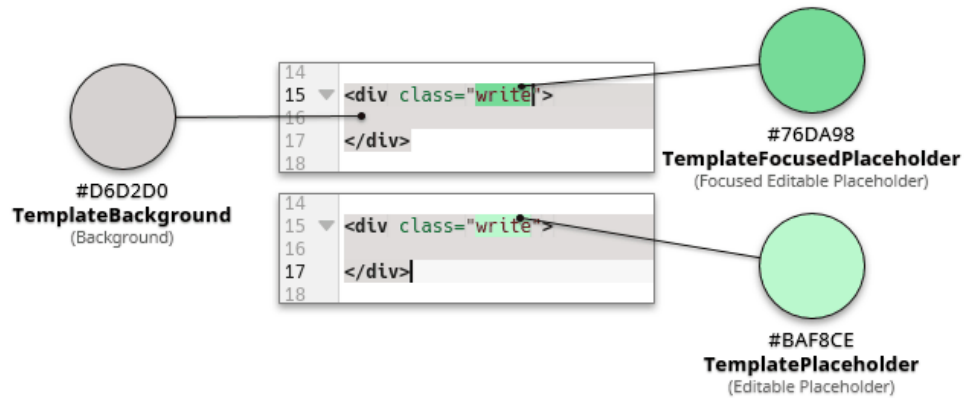 14
15 <div class="write">
16
17 </div>
18
#D6D2D0
TemplateBackground
(Background)
#76DA98
TemplateFocusedPlaceholder
(Focused Editable Placeholder)
14
15 <div class="write">
16
17 </div>
18
#BAF8CE
TemplatePlaceholder
(Editable Placeholder)